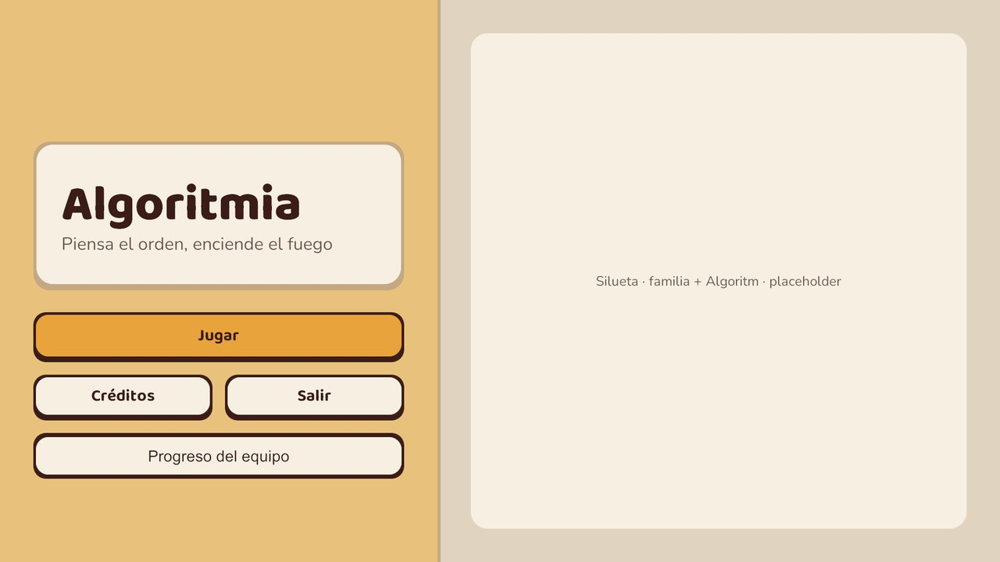 Algoritmia
Piensa el orden, enciende el fuego
Jugar
Créditos
Salir
Progreso del equipo
Silueta · familia + Algoritm · placeholder